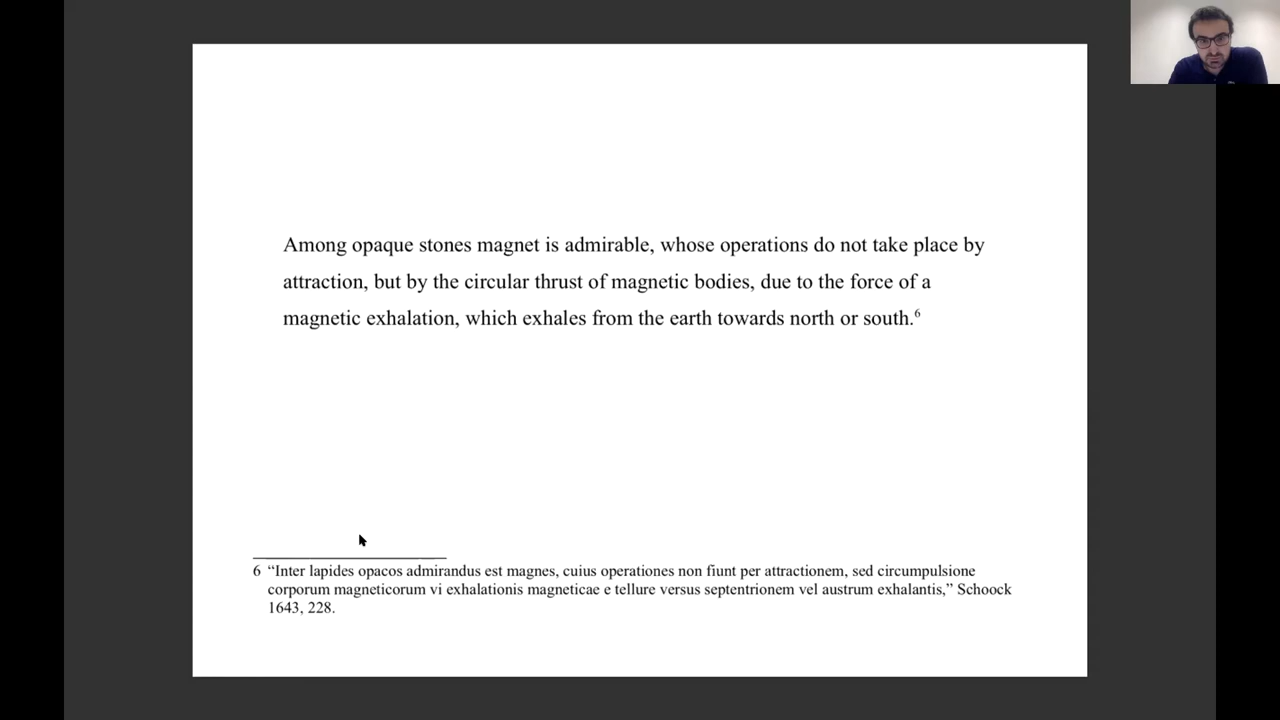 Among opaque stones magnet is admirable, whose operations do not take place by
attraction, but by the circular thrust of magnetic bodies, due to the force of a
magnetic exhalation, which exhales from the earth towards north or south.6
6 “Inter lapides opacos admirandus est magnes, cuius operationes non fiunt per attractionem, sed circumpulsione
corporum magneticorum vi exhalationis magneticae e tellure versus septentrionem vel austrum exhalantis,” Schoock
1643, 228.